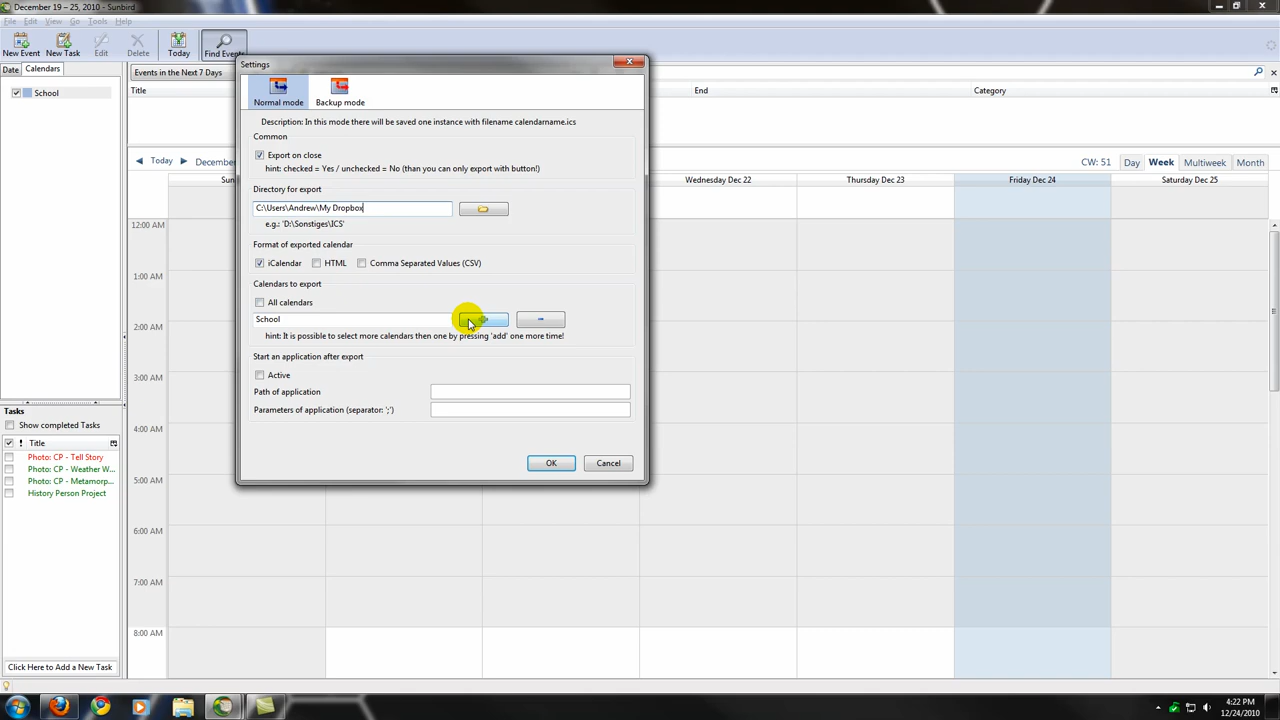 December 19 – 25, 2010 - Sunbird
File Edit View Go Tools Help
New Event New Task Edit Delete Today Find Events
Date Calendars
School
Events in the Next 7 Days
Title End Category
Today December CW: 51 Day Week Multiweek Month
Sun Wednesday Dec 22 Thursday Dec 23 Friday Dec 24 Saturday Dec 25
12:00 AM
1:00 AM
2:00 AM
3:00 AM
4:00 AM
5:00 AM
6:00 AM
7:00 AM
8:00 AM
Settings
Normal mode Backup mode
Description: In this mode there will be saved one instance with filename calendarname.ics
Common
Export on close
hint: checked = Yes / unchecked = No (than you can only export with button!)
Directory for export
C:\Users\Andrew\My Dropbox
e.g.: 'D:\Sonstiges\ICS'
Format of exported calendar
iCalendar HTML Comma Separated Values (CSV)
Calendars to export
All calendars
School
hint: It is possible to select more calendars then one by pressing 'add' one more time!
Start an application after export
Active
Path of application
Parameters of application (separator: ';')
OK Cancel
Tasks
Show completed Tasks
! Title
Photo: CP - Tell Story
Photo: CP - Weather W...
Photo: CP - Metamorp...
History Person Project
Click Here to Add a New Task
4:22 PM
12/24/2010